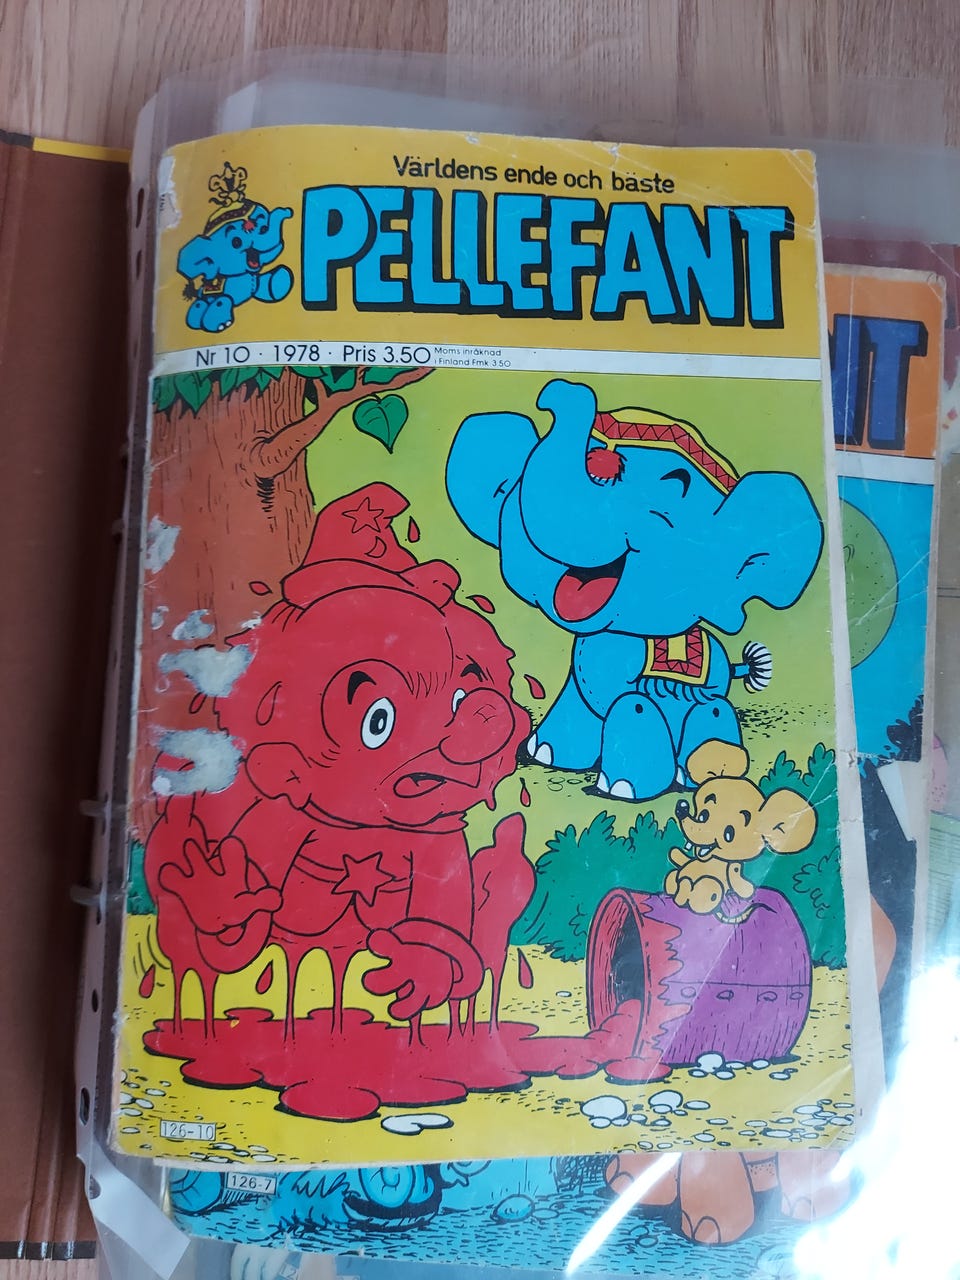 Världens ende och bäste
PELLEFANT
Nr 10 · 1978 · Pris 3.50 Moms inräknad
i Finland Fmk 3.50
NT
126-10
126-7